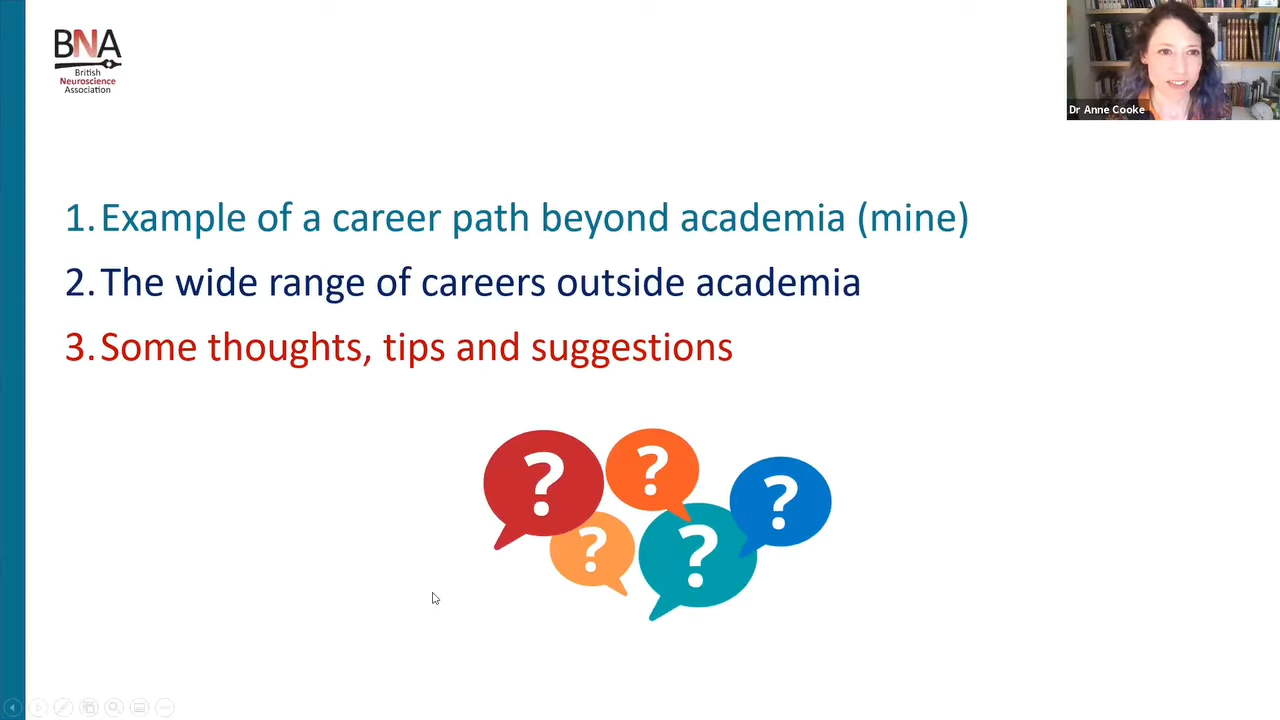 BNA
British
Neuroscience
Association
Dr Anne Cooke
1. Example of a career path beyond academia (mine)
2. The wide range of careers outside academia
3. Some thoughts, tips and suggestions
?
?
?
?
?